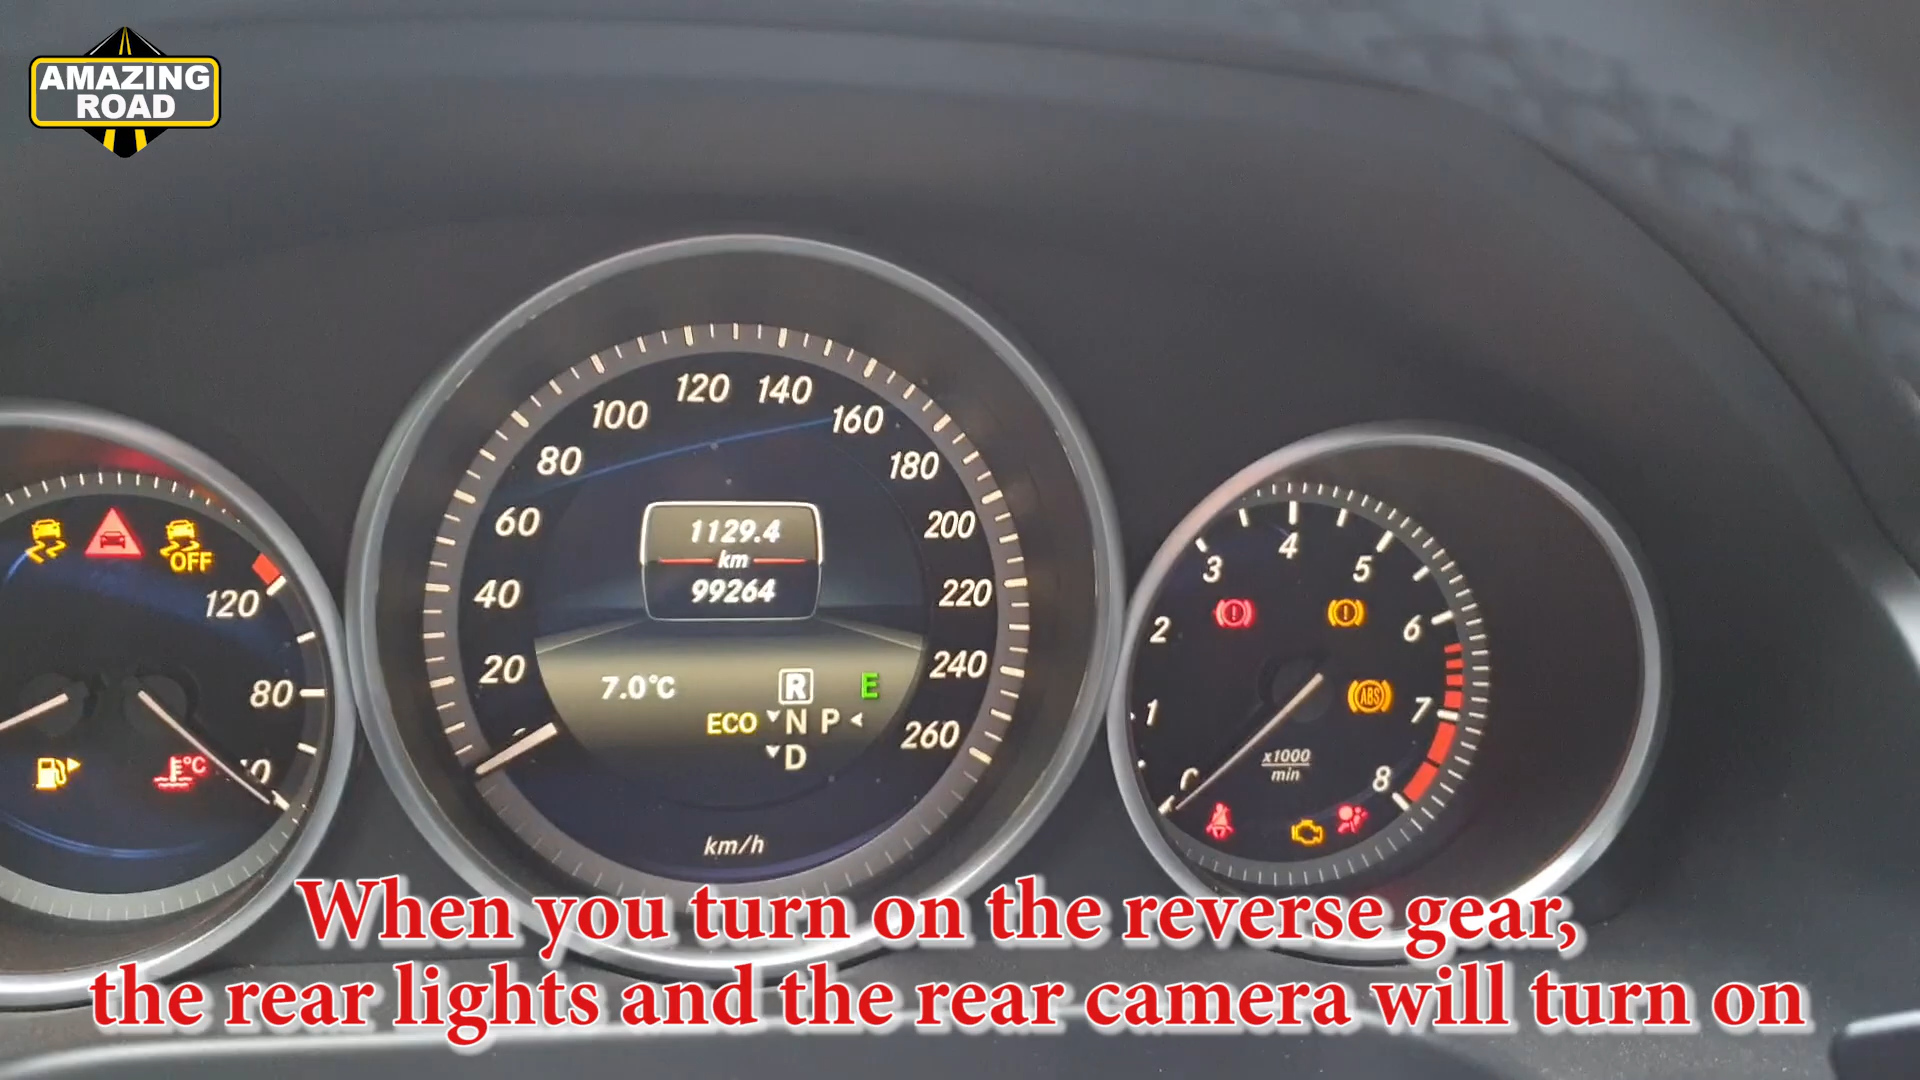 AMAZING
ROAD
OFF
120
80
°C
20
40
60
80
100
120
140
160
180
200
220
240
260
1129.4
km
99264
7.0°C
R
E
ECO
N P
D
km/h
1
2
3
4
5
6
7
8
ABS
x1000
min
When you turn on the reverse gear,
the rear lights and the rear camera will turn on